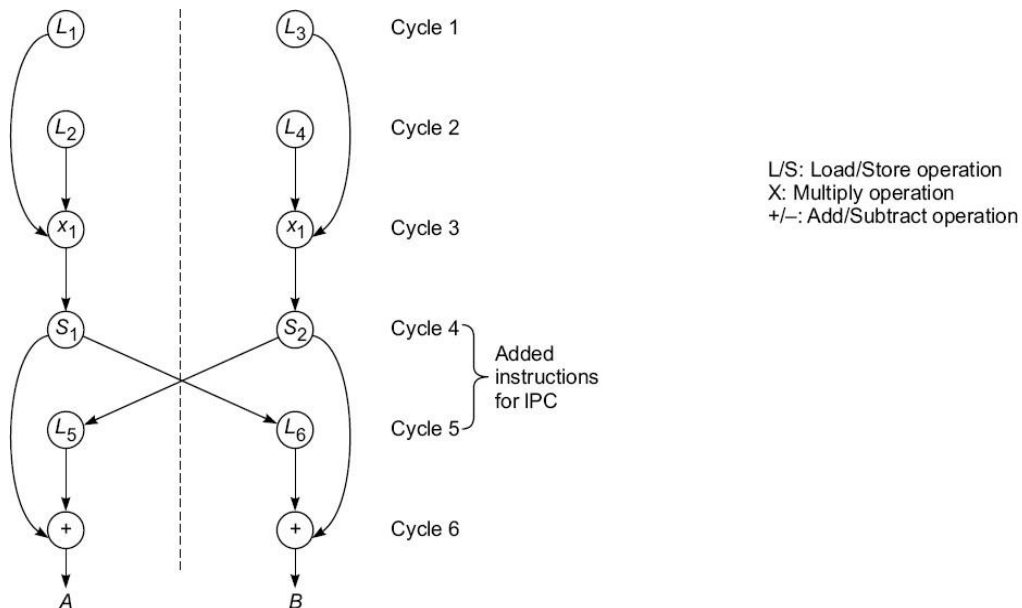 L1 L3 Cycle 1
L2 L4 Cycle 2
L/S: Load/Store operation
X: Multiply operation
+/–: Add/Subtract operation
x1 x1 Cycle 3
S1 S2 Cycle 4
Added
instructions
for IPC
L5 L6 Cycle 5
+ + Cycle 6
A B